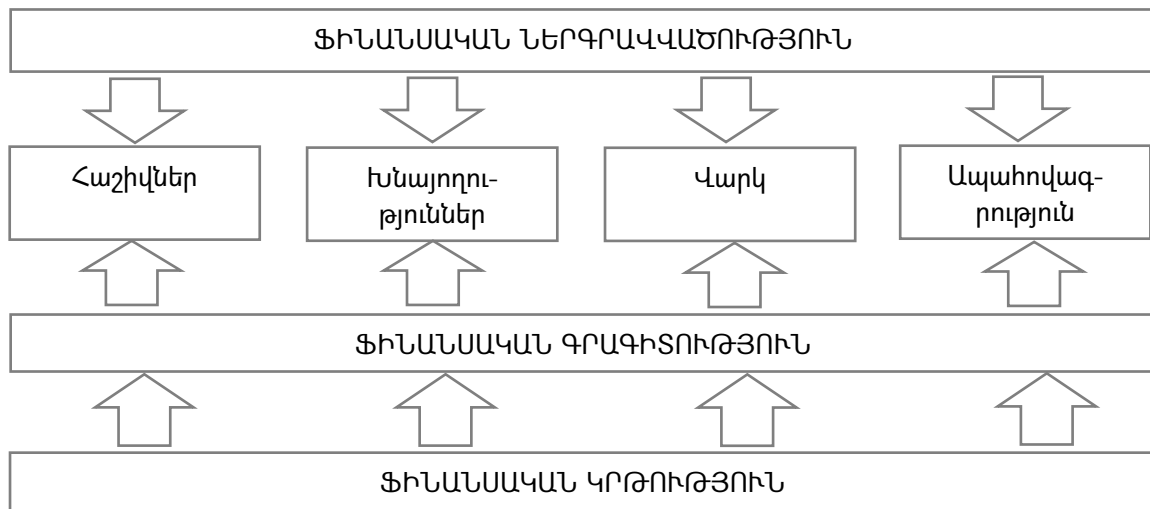 ՖԻՆԱՆՍԱԿԱՆ ՆԵՐԳՐԱՎՎԱԾՈՒԹՅՈՒՆ
Հաշիվներ
Խնայողու-
թյուններ
Վարկ
Ապահովագ-
րություն
ՖԻՆԱՆՍԱԿԱՆ ԳՐԱԳԻՏՈՒԹՅՈՒՆ
ՖԻՆԱՆՍԱԿԱՆ ԿՐԹՈՒԹՅՈՒՆ